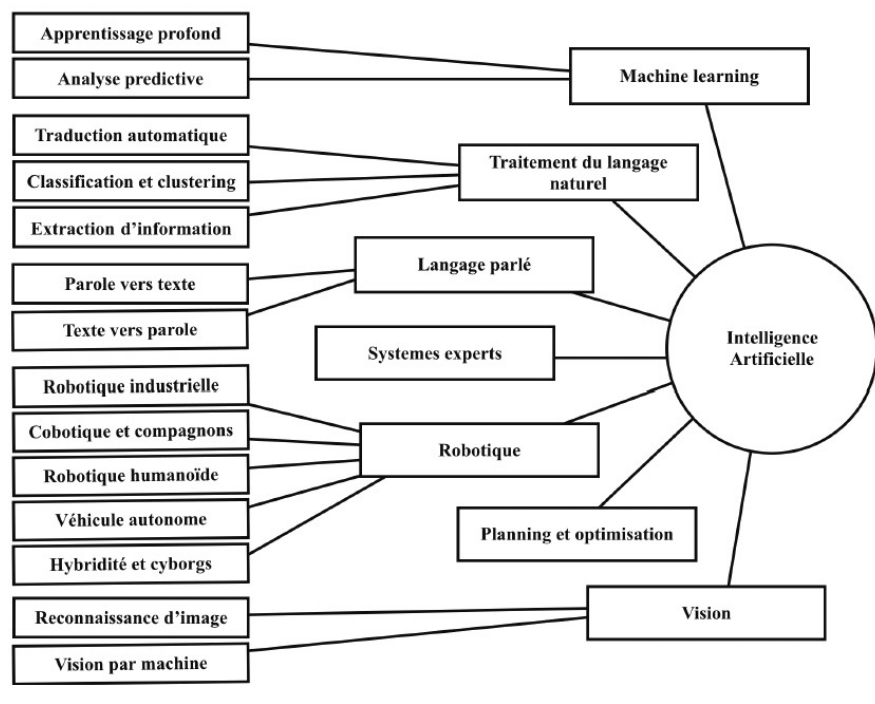 Apprentissage profond
Analyse predictive
Machine learning
Traduction automatique
Classification et clustering
Extraction d'information
Traitement du langage
naturel
Parole vers texte
Texte vers parole
Langage parlé
Systemes experts
Intelligence
Artificielle
Robotique industrielle
Cobotique et compagnons
Robotique humanoïde
Véhicule autonome
Hybridité et cyborgs
Robotique
Planning et optimisation
Reconnaissance d'image
Vision par machine
Vision